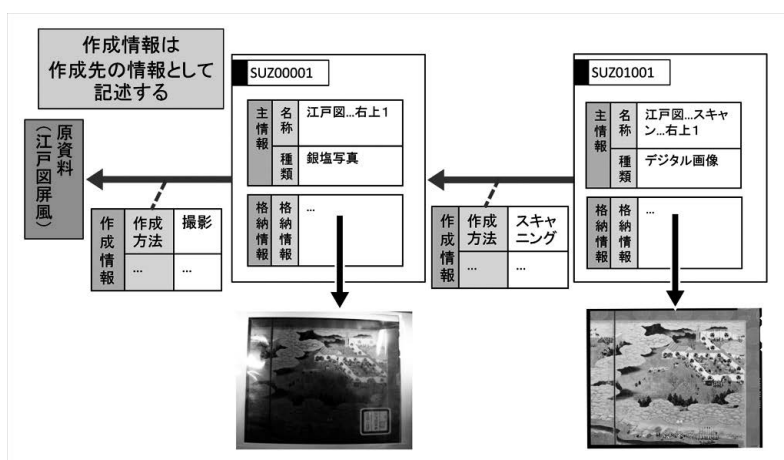 作成情報は
作成先の情報として
記述する
原資料
（江戸図屏風）
SUZ00001
主情報
名称
江戸図…右上１
種類
銀塩写真
格納情報
格納情報
…
作成情報
作成
方法
撮影
…
…
SUZ01001
主情報
名称
江戸図…スキャ
ン…右上１
種類
デジタル画像
格納情報
格納情報
…
作成情報
作成
方法
スキャ
ニング
…
…